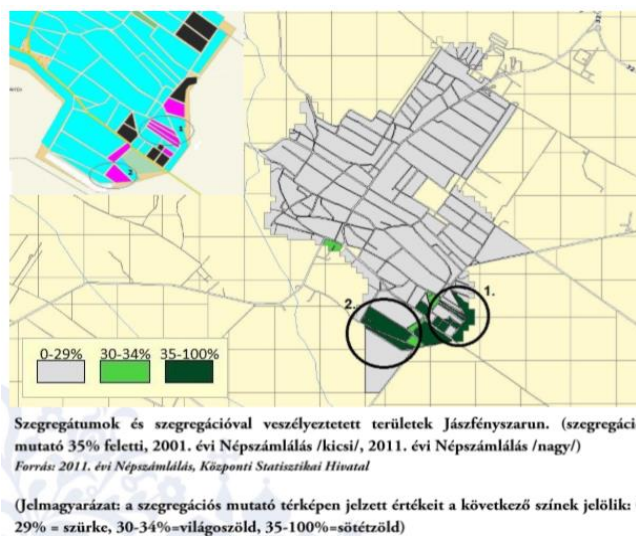 1.
2.
0-29% 30-34% 35-100%
Szegregátumok és szegregációval veszélyeztetett területek Jászfényszarun. (szegregáció
mutató 35% feletti, 2001. évi Népszámlálás /kicsi/, 2011. évi Népszámlálás /nagy/)
Forrás: 2011. évi Népszámlálás, Központi Statisztikai Hivatal
(Jelmagyarázat: a szegregációs mutató térképen jelzett értékeit a következő színek jelölik:
29% = szürke, 30-34%=világoszöld, 35-100%=sötétzöld)